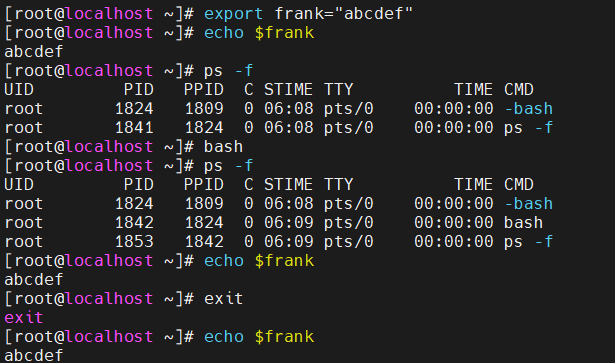 [root@localhost ~]# export frank="abcdef"
[root@localhost ~]# echo $frank
abcdef
[root@localhost ~]# ps -f
UID          PID    PPID  C STIME TTY          TIME CMD
root        1824    1809  0 06:08 pts/0    00:00:00 -bash
root        1841    1824  0 06:08 pts/0    00:00:00 ps -f
[root@localhost ~]# bash
[root@localhost ~]# ps -f
UID          PID    PPID  C STIME TTY          TIME CMD
root        1824    1809  0 06:08 pts/0    00:00:00 -bash
root        1842    1824  0 06:09 pts/0    00:00:00 bash
root        1853    1842  0 06:09 pts/0    00:00:00 ps -f
[root@localhost ~]# echo $frank
abcdef
[root@localhost ~]# exit
exit
[root@localhost ~]# echo $frank
abcdef